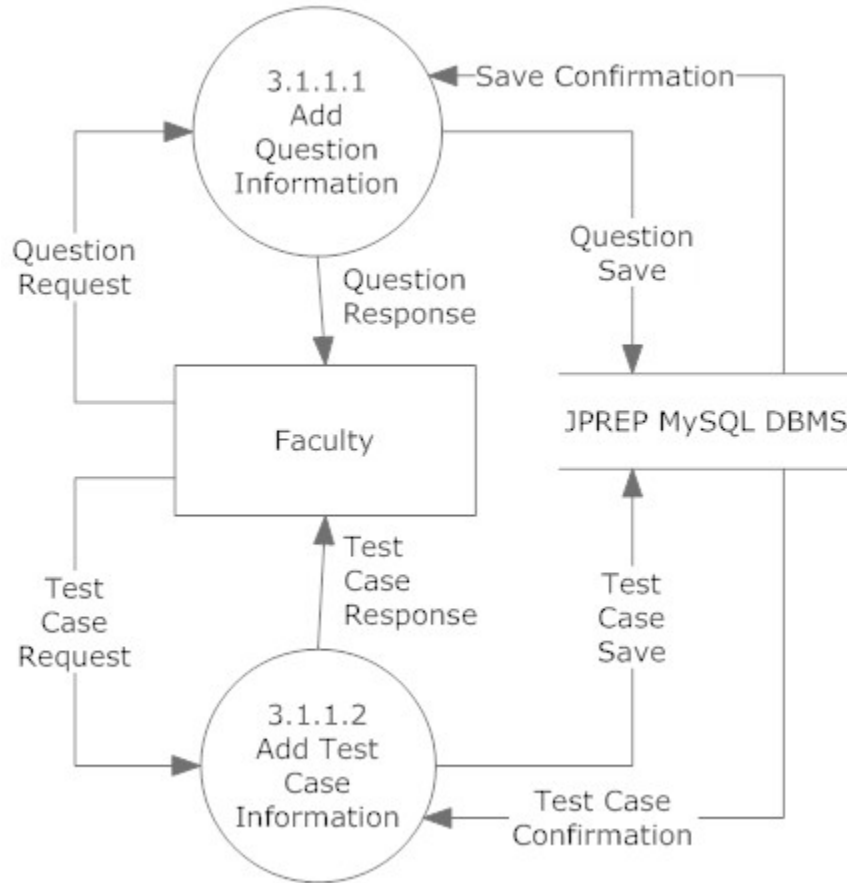 3.1.1.1
Add
Question
Information
Save Confirmation
Question
Request
Question
Response
Question
Save
Faculty
JPREP MySQL DBMS
Test
Case
Request
Test
Case
Response
Test
Case
Save
3.1.1.2
Add Test
Case
Information
Test Case
Confirmation